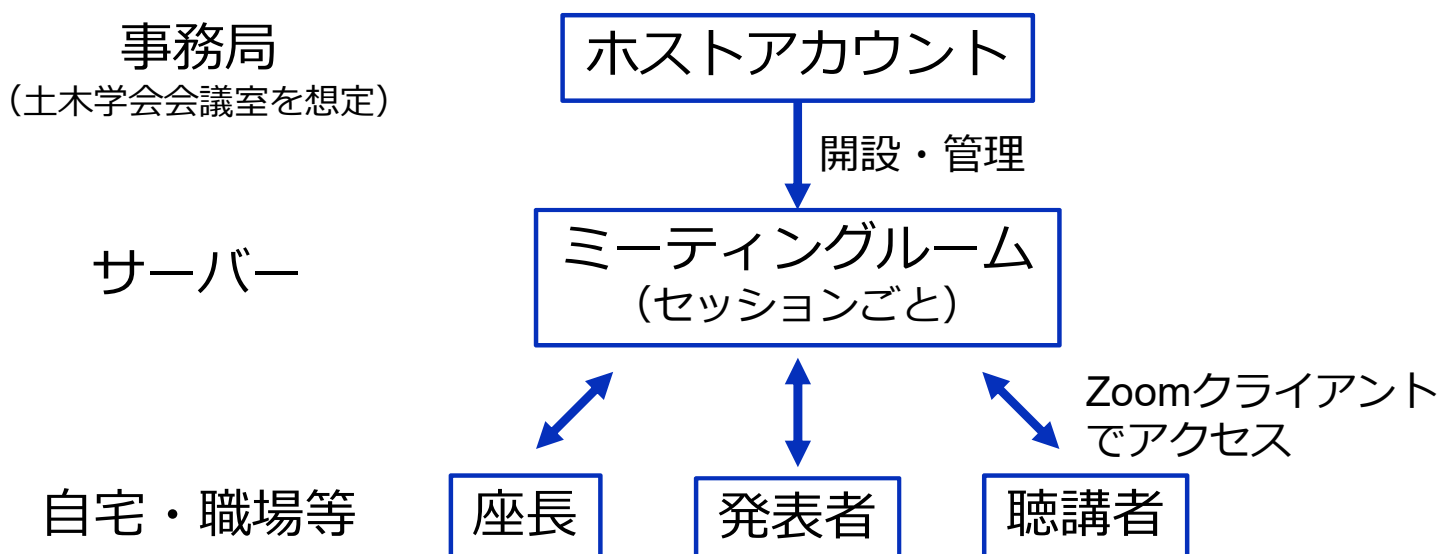 事務局
（土木学会会議室を想定）
ホストアカウント
開設・管理
サーバー
ミーティングルーム
（セッションごと）
Zoomクライアント
でアクセス
自宅・職場等
座長
発表者
聴講者